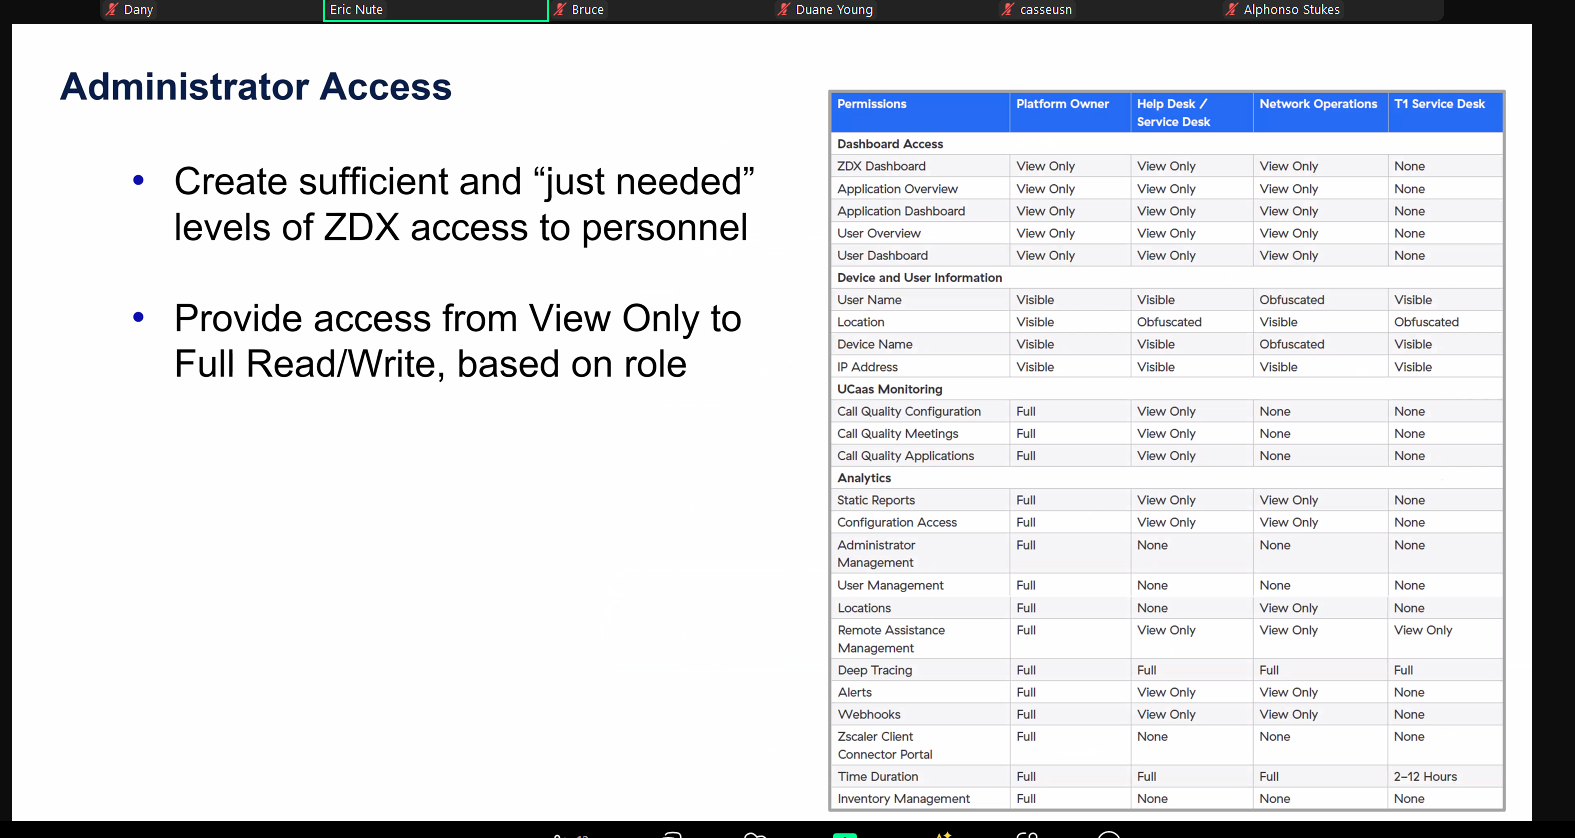 Dany Eric Nute Bruce Duane Young casseusn Alphonso Stukes
Administrator Access
• Create sufficient and “just needed”
levels of ZDX access to personnel
• Provide access from View Only to
Full Read/Write, based on role
Permissions Platform Owner Help Desk / Service Desk Network Operations T1 Service Desk
Dashboard Access
ZDX Dashboard View Only View Only View Only None
Application Overview View Only View Only View Only None
Application Dashboard View Only View Only View Only None
User Overview View Only View Only View Only None
User Dashboard View Only View Only View Only None
Device and User Information
User Name Visible Visible Obfuscated Visible
Location Visible Obfuscated Visible Obfuscated
Device Name Visible Visible Obfuscated Visible
IP Address Visible Visible Visible Visible
UCaas Monitoring
Call Quality Configuration Full View Only None None
Call Quality Meetings Full View Only None None
Call Quality Applications Full View Only None None
Analytics
Static Reports Full View Only View Only None
Configuration Access Full View Only View Only None
Administrator Management Full None None None
User Management Full None None None
Locations Full None View Only None
Remote Assistance Management Full View Only View Only View Only
Deep Tracing Full Full Full Full
Alerts Full View Only View Only None
Webhooks Full View Only View Only None
Zscaler Client Connector Portal Full None None None
Time Duration Full Full Full 2–12 Hours
Inventory Management Full None None None